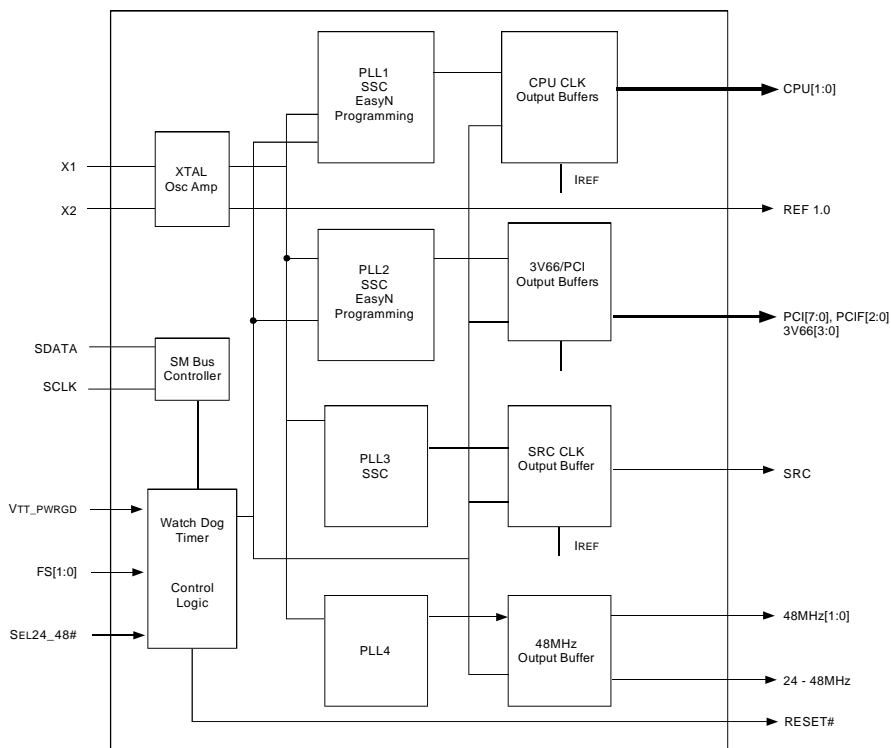 PLL1
SSC
EasyN
Programming
CPU CLK
Output Buffers
CPU[1:0]
X1
XTAL
Osc Amp
IREF
X2
REF 1.0
PLL2
SSC
EasyN
Programming
3V66/PCI
Output Buffers
PCI[7:0], PCIF[2:0]
3V66[3:0]
SDATA
SM Bus
Controller
SCLK
PLL3
SSC
SRC CLK
Output Buffer
SRC
VTT_PWRGD
Watch Dog
Timer
IREF
FS[1:0]
Control
Logic
SEL24_48#
PLL4
48MHz
Output Buffer
48MHz[1:0]
24 - 48MHz
RESET#